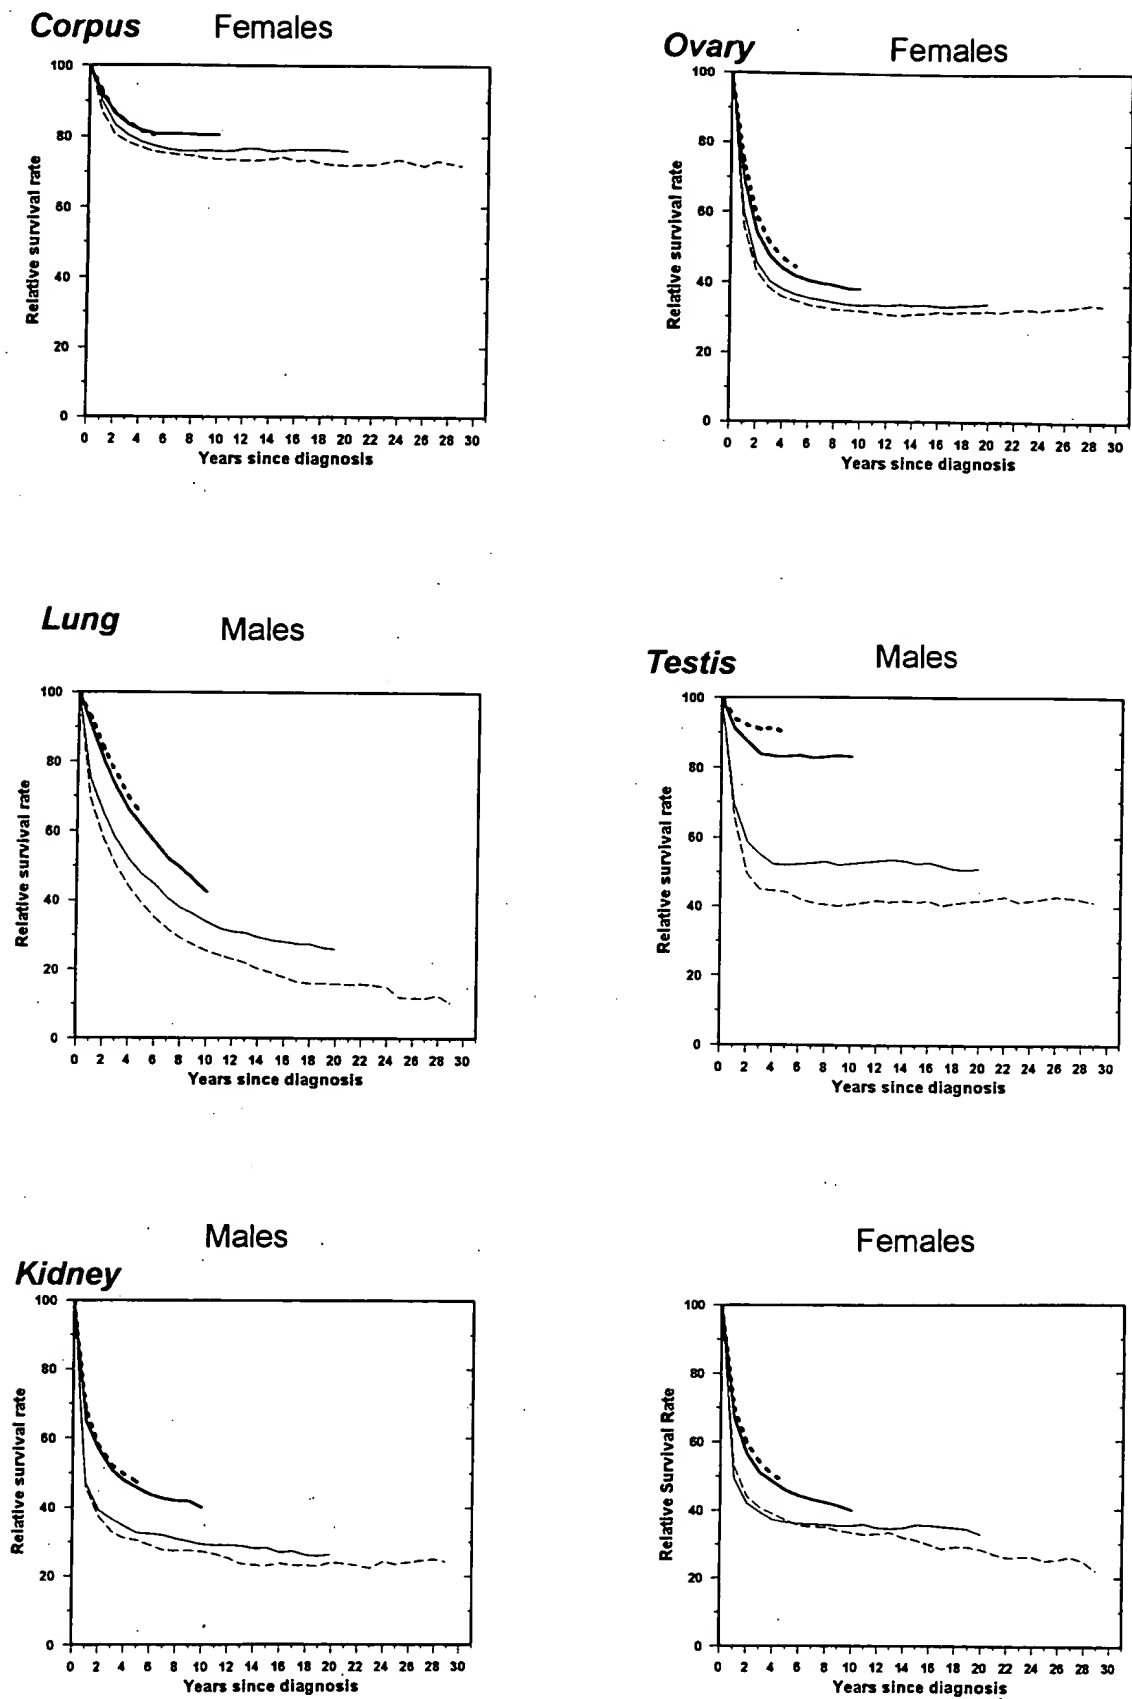 Corpus Females
100
80
60
40
20
0
0 2 4 6 8 10 12 14 16 18 20 22 24 26 28 30
Relative survival rate
Years since diagnosis
Ovary Females
100
80
60
40
20
0
0 2 4 6 8 10 12 14 16 18 20 22 24 26 28 30
Relative survival rate
Years since diagnosis
Lung Males
100
80
60
40
20
0
0 2 4 6 8 10 12 14 16 18 20 22 24 26 28 30
Relative survival rate
Years since diagnosis
Testis Males
100
80
60
40
20
0
0 2 4 6 8 10 12 14 16 18 20 22 24 26 28 30
Relative survival rate
Years since diagnosis
Males
Kidney
100
80
60
40
20
0
0 2 4 6 8 10 12 14 16 18 20 22 24 26 28 30
Relative survival rate
Years since diagnosis
Females
100
80
60
40
20
0
0 2 4 6 8 10 12 14 16 18 20 22 24 26 28 30
Relative Survival Rate
Years since diagnosis